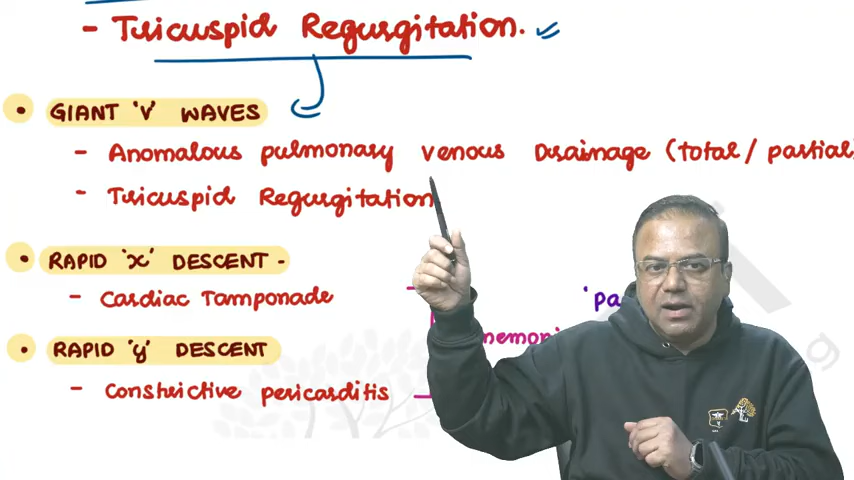 - Tricuspid Regurgitation.
• GIANT 'V' WAVES
- Anomalous pulmonary venous Drainage (total / partial
- Tricuspid Regurgitation
• RAPID 'x' DESCENT -
- Cardiac Tamponade
• RAPID 'y' DESCENT
- Constrictive pericarditis